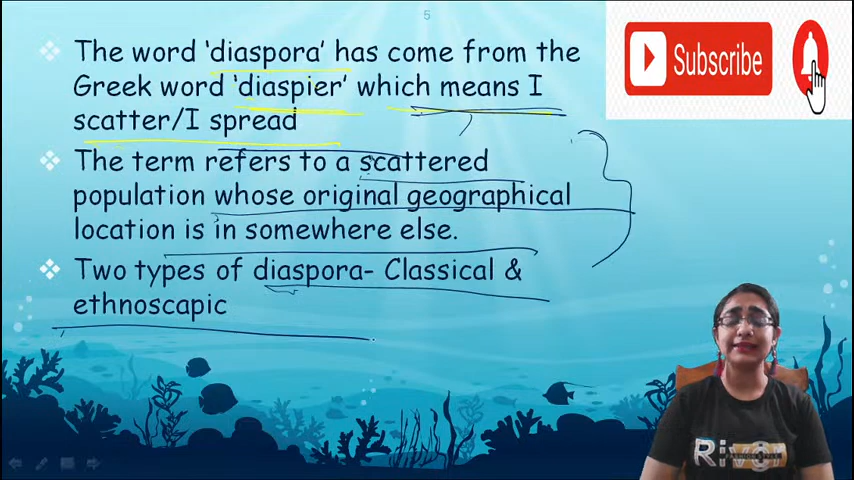 5
The word ‘diaspora’ has come from the
Greek word ‘diaspier’ which means I
scatter/I spread
The term refers to a scattered
population whose original geographical
location is in somewhere else.
Two types of diaspora- Classical &
ethnoscapic
Subscribe
River